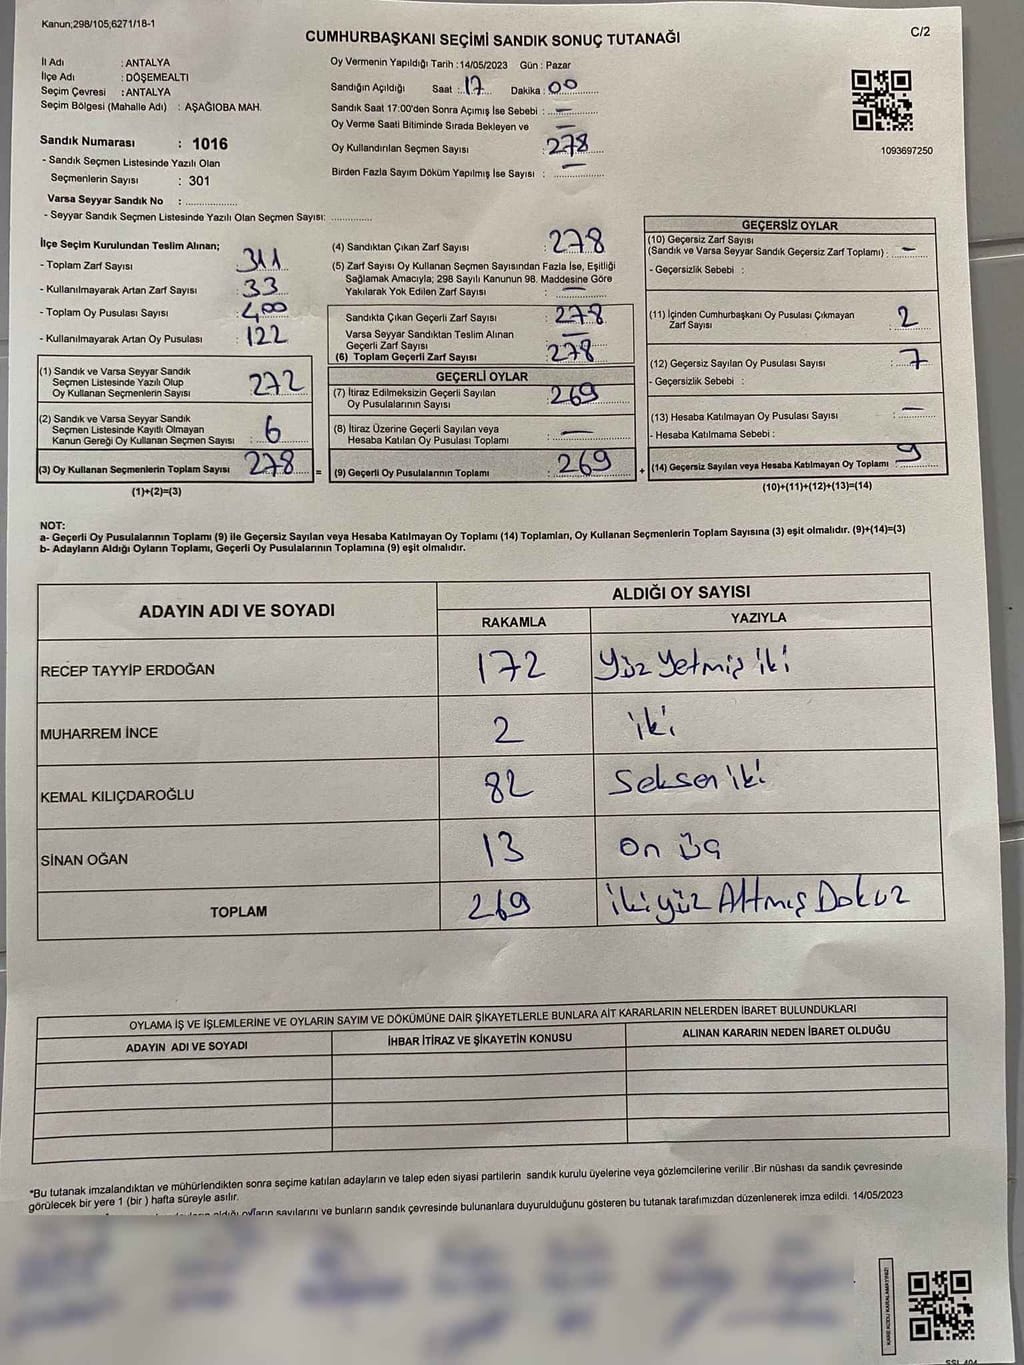 Kanun;298/105;6271/18-1
C/2
CUMHURBAŞKANI SEÇİMİ SANDIK SONUÇ TUTANAĞI
İl Adı : ANTALYA
İlçe Adı : DÖŞEMEALTI
Seçim Çevresi : ANTALYA
Seçim Bölgesi (Mahalle Adı) : AŞAĞIOBA MAH.
Oy Vermenin Yapıldığı Tarih : 14/05/2023 Gün : Pazar
Sandığın Açıldığı Saat : 17 Dakika : 00
Sandık Saat 17:00'den Sonra Açımış İse Sebebi : —
Oy Verme Saati Bitiminde Sırada Bekleyen ve —
Oy Kullandırılan Seçmen Sayısı : 278
Birden Fazla Sayım Döküm Yapılmış İse Sayısı : —
1093697250
Sandık Numarası : 1016
- Sandık Seçmen Listesinde Yazılı Olan
Seçmenlerin Sayısı : 301
Varsa Seyyar Sandık No : ................
- Seyyar Sandık Seçmen Listesinde Yazılı Olan Seçmen Sayısı: .............
İlçe Seçim Kurulundan Teslim Alınan;
- Toplam Zarf Sayısı : 311
- Kullanılmayarak Artan Zarf Sayısı : 33
- Toplam Oy Pusulası Sayısı : 400
- Kullanılmayarak Artan Oy Pusulası : 122
(1) Sandık ve Varsa Seyyar Sandık
Seçmen Listesinde Yazılı Olup
Oy Kullanan Seçmenlerin Sayısı : 272
(2) Sandık ve Varsa Seyyar Sandık
Seçmen Listesinde Kayıtlı Olmayan
Kanun Gereği Oy Kullanan Seçmen Sayısı : 6
(3) Oy Kullanan Seçmenlerin Toplam Sayısı : 278
(1)+(2)=(3)
(4) Sandıktan Çıkan Zarf Sayısı : 278
(5) Zarf Sayısı Oy Kullanan Seçmen Sayısından Fazla İse, Eşitliği
Sağlamak Amacıyla; 298 Sayılı Kanunun 98. Maddesine Göre
Yakılarak Yok Edilen Zarf Sayısı : —
Sandıkta Çıkan Geçerli Zarf Sayısı : 278
Varsa Seyyar Sandıktan Teslim Alınan
Geçerli Zarf Sayısı : —
(6) Toplam Geçerli Zarf Sayısı : 278
GEÇERLİ OYLAR
(7) İtiraz Edilmeksizin Geçerli Sayılan
Oy Pusulalarının Sayısı : 269
(8) İtiraz Üzerine Geçerli Sayılan veya
Hesaba Katılan Oy Pusulası Toplamı : —
= (9) Geçerli Oy Pusulalarının Toplamı : 269
GEÇERSİZ OYLAR
(10) Geçersiz Zarf Sayısı
(Sandık ve Varsa Seyyar Sandık Geçersiz Zarf Toplamı) : —
- Geçersizlik Sebebi :
(11) İçinden Cumhurbaşkanı Oy Pusulası Çıkmayan
Zarf Sayısı : 2
(12) Geçersiz Sayılan Oy Pusulası Sayısı : 7
- Geçersizlik Sebebi :
(13) Hesaba Katılmayan Oy Pusulası Sayısı : —
- Hesaba Katılmama Sebebi :
+ (14) Geçersiz Sayılan veya Hesaba Katılmayan Oy Toplamı : 9
(10)+(11)+(12)+(13)=(14)
NOT:
a- Geçerli Oy Pusulalarının Toplamı (9) ile Geçersiz Sayılan veya Hesaba Katılmayan Oy Toplamı (14) Toplamları, Oy Kullanan Seçmenlerin Toplam Sayısına (3) eşit olmalıdır. (9)+(14)=(3)
b- Adayların Aldığı Oyların Toplamı, Geçerli Oy Pusulalarının Toplamına (9) eşit olmalıdır.
ADAYIN ADI VE SOYADI
ALDIĞI OY SAYISI
RAKAMLA YAZIYLA
RECEP TAYYİP ERDOĞAN 172 Yüz Yetmiş iki
MUHARREM İNCE 2 iki
KEMAL KILIÇDAROĞLU 82 Seksen iki
SİNAN OĞAN 13 on üç
TOPLAM 269 ikiyüz Altmış Dokuz
OYLAMA İŞ VE İŞLEMLERİNE VE OYLARIN SAYIM VE DÖKÜMÜNE DAİR ŞİKAYETLERLE BUNLARA AİT KARARLARIN NELERDEN İBARET BULUNDUKLARI
ADAYIN ADI VE SOYADI İHBAR İTİRAZ VE ŞİKAYETİN KONUSU ALINAN KARARIN NEDEN İBARET OLDUĞU
*Bu tutanak imzalandıktan ve mühürlendikten sonra seçime katılan adayların ve talep eden siyasi partilerin sandık kurulu üyelerine veya gözlemcilerine verilir .Bir nüshası da sandık çevresinde
görülecek bir yere 1 (bir ) hafta süreyle asılır.
aldığı oyların sayılarını ve bunların sandık çevresinde bulunanlara duyurulduğunu gösteren bu tutanak tarafımızdan düzenlenerek imza edildi. 14/05/2023
KARE KODU KARALAMAYINIZ!